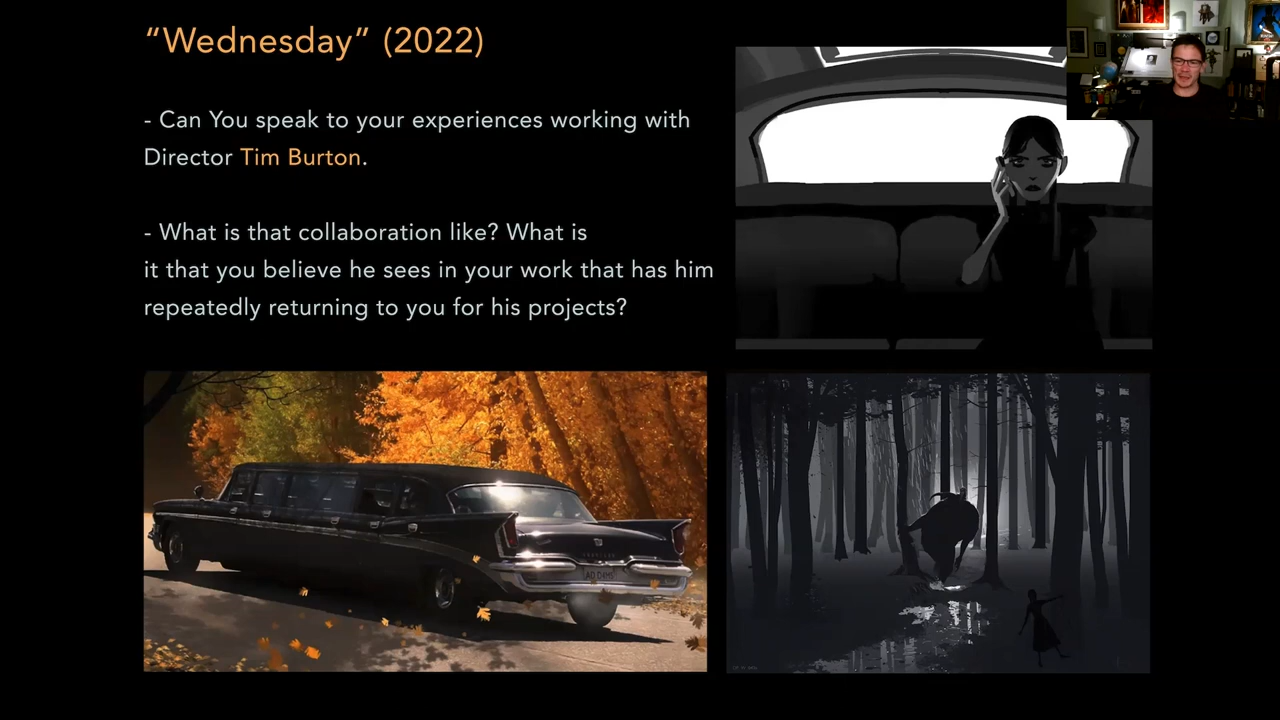 “Wednesday” (2022)
- Can You speak to your experiences working with
Director Tim Burton.
- What is that collaboration like? What is
it that you believe he sees in your work that has him
repeatedly returning to you for his projects?